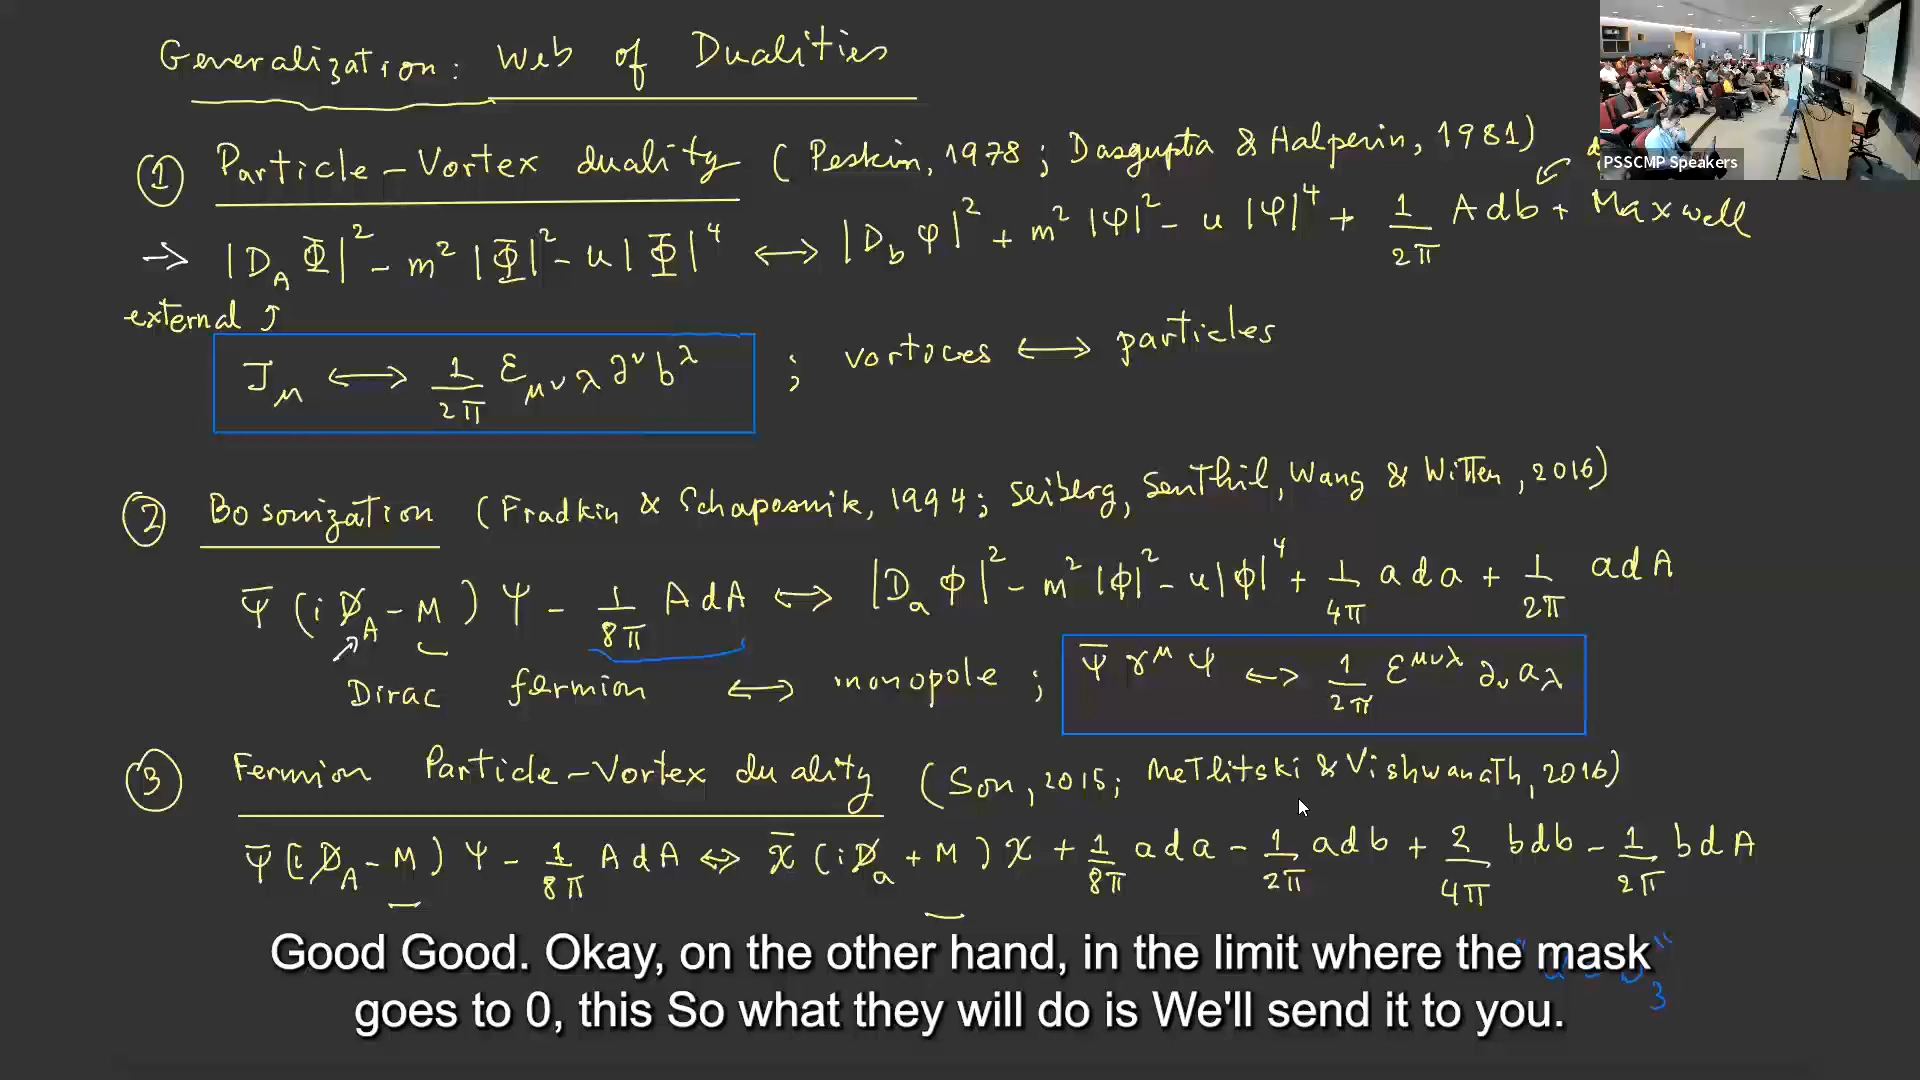 Generalization: Web of Dualities
① Particle-Vortex duality (Peskin, 1978; Dasgupta & Halperin, 1981)
PSSCMP Speakers
→ |D_A Φ|² - m² |Φ|² - u |Φ|⁴ ⟷ |D_b φ|² + m² |φ|² - u |φ|⁴ + 1/2π Adb + Maxwell
external ↑
J_μ ⟷ 1/2π ε_μνλ ∂^ν b^λ ; vortices ⟷ particles
② Bosonization (Fradkin & Schaposnik, 1994; Seiberg, Senthil, Wang & Witten, 2016)
Ψ̄ (i D̸_A - M) Ψ - 1/8π AdA ⟷ |D_a ϕ|² - m² |ϕ|² - u |ϕ|⁴ + 1/4π ada + 1/2π adA
Dirac fermion ⟷ monopole ; Ψ̄ γ^μ Ψ ⟷ 1/2π ε^μνλ ∂_ν a_λ
③ Fermion Particle-Vortex duality (Son, 2015; Metlitski & Vishwanath, 2016)
Ψ̄ [i D̸_A - M) Ψ - 1/8π AdA ⟷ χ̄ (i D̸_a + M) χ + 1/8π ada - 1/2π adb + 2/4π bdb - 1/2π bdA
Good Good. Okay, on the other hand, in the limit where the mask
goes to 0, this So what they will do is We'll send it to you.